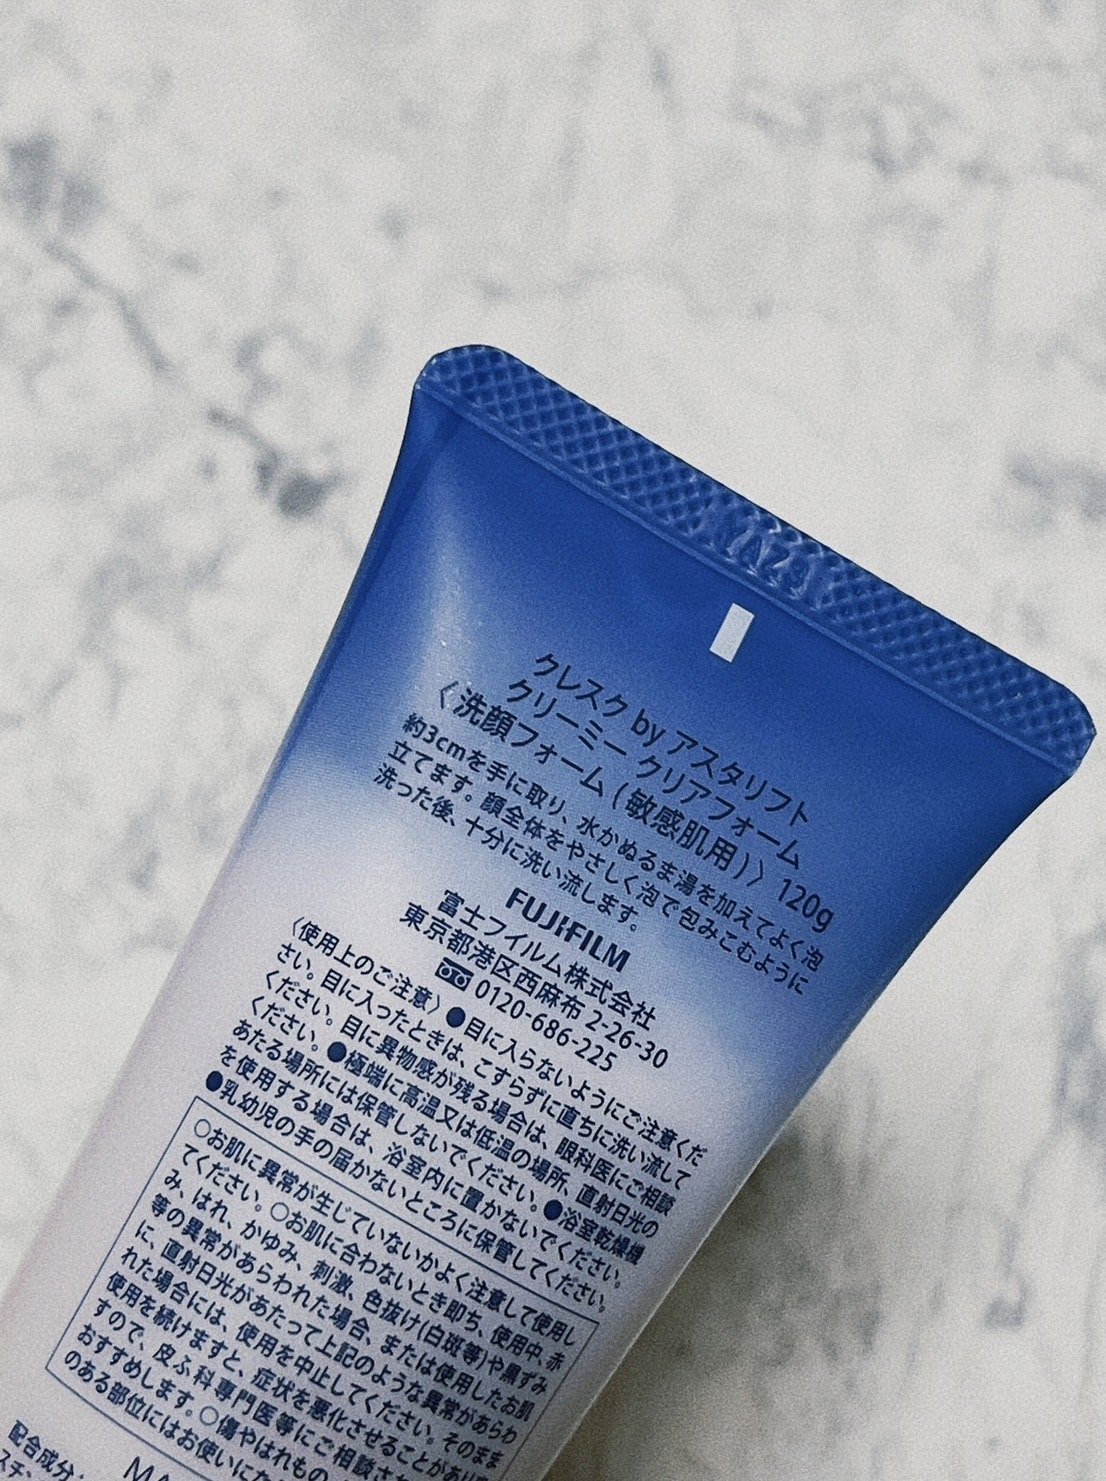 クレスク by アスタリフト
クリーミー クリアフォーム
〈洗顔フォーム(敏感肌用)〉120g
約3cmを手に取り、水かぬるま湯を加えてよく泡
立てます。顔全体をやさしく泡で包みこむように
洗った後、十分に洗い流します。
FUJIFILM
富士フイルム株式会社
東京都港区西麻布 2-26-30
0120-686-225
〈使用上のご注意〉●目に入らないようにご注意くだ
さい。目に入ったときは、こすらずに直ちに洗い流して
ください。目に異物感が残る場合は、眼科医にご相談
ください。●極端に高温又は低温の場所、直射日光の
あたる場所には保管しないでください。●浴室乾燥機
を使用する場合は、浴室内に置かないでください。
●乳幼児の手の届かないところに保管してください。
○お肌に異常が生じていないかよく注意して使用し
てください。○お肌に合わないとき即ち、使用中、赤
み、はれ、かゆみ、刺激、色抜け(白斑等)や黒ずみ
等の異常があらわれた場合、または使用したお肌
に、直射日光があたって上記のような異常があらわ
れた場合には、使用を中止してください。そのまま
使用を続けますと、症状を悪化させることがありま
すので、皮ふ科専門医等にご相談され
おすすめします。○傷やはれもの、
のある部位にはお使いにな
配合成分:
スチ、
MA